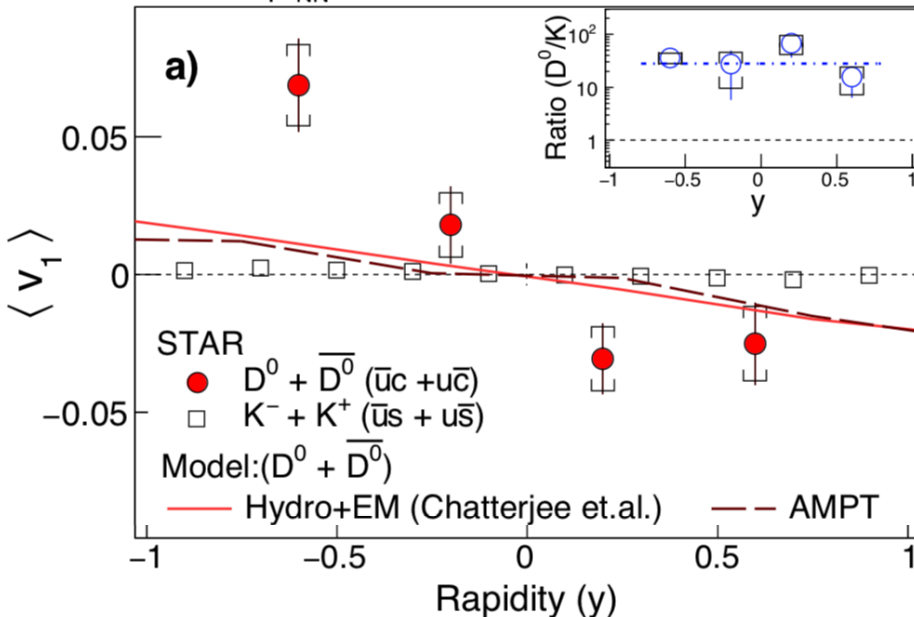 NN
a)
0.05
0
−0.05
⟨ v₁ ⟩
Ratio (D⁰/K)
10²
10
1
−1 −0.5 0 0.5 1
y
STAR
D⁰ + D̅⁰ (u̅c +uc̅)
K⁻ + K⁺ (u̅s + us̅)
Model:(D⁰ + D̅⁰)
Hydro+EM (Chatterjee et.al.) AMPT
−1 −0.5 0 0.5 1
Rapidity (y)